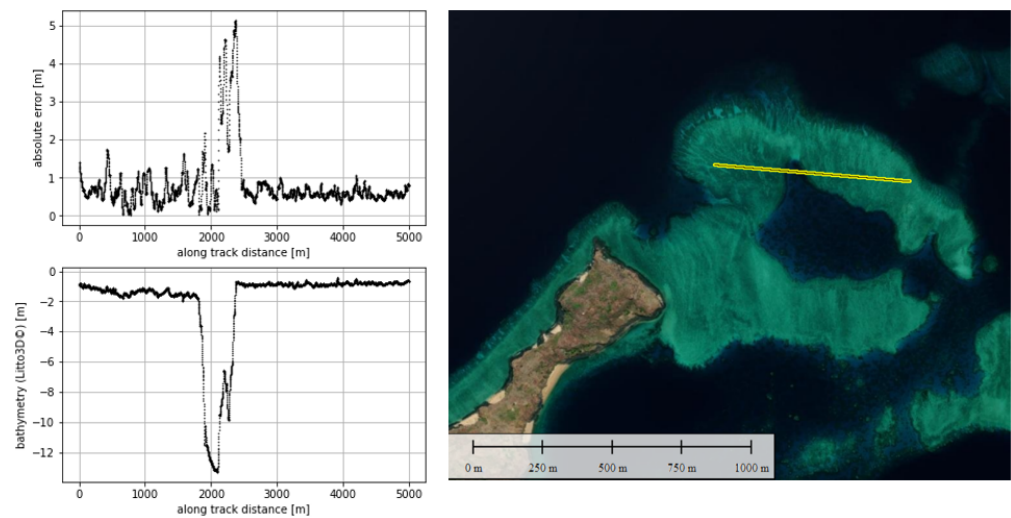 absolute error [m]
5
4
3
2
1
0
0 1000 2000 3000 4000 5000
along track distance [m]
bathymetry (Litto3D©) [m]
0
−2
−4
−6
−8
−10
−12
0 1000 2000 3000 4000 5000
along track distance [m]
0 m 250 m 500 m 750 m 1000 m